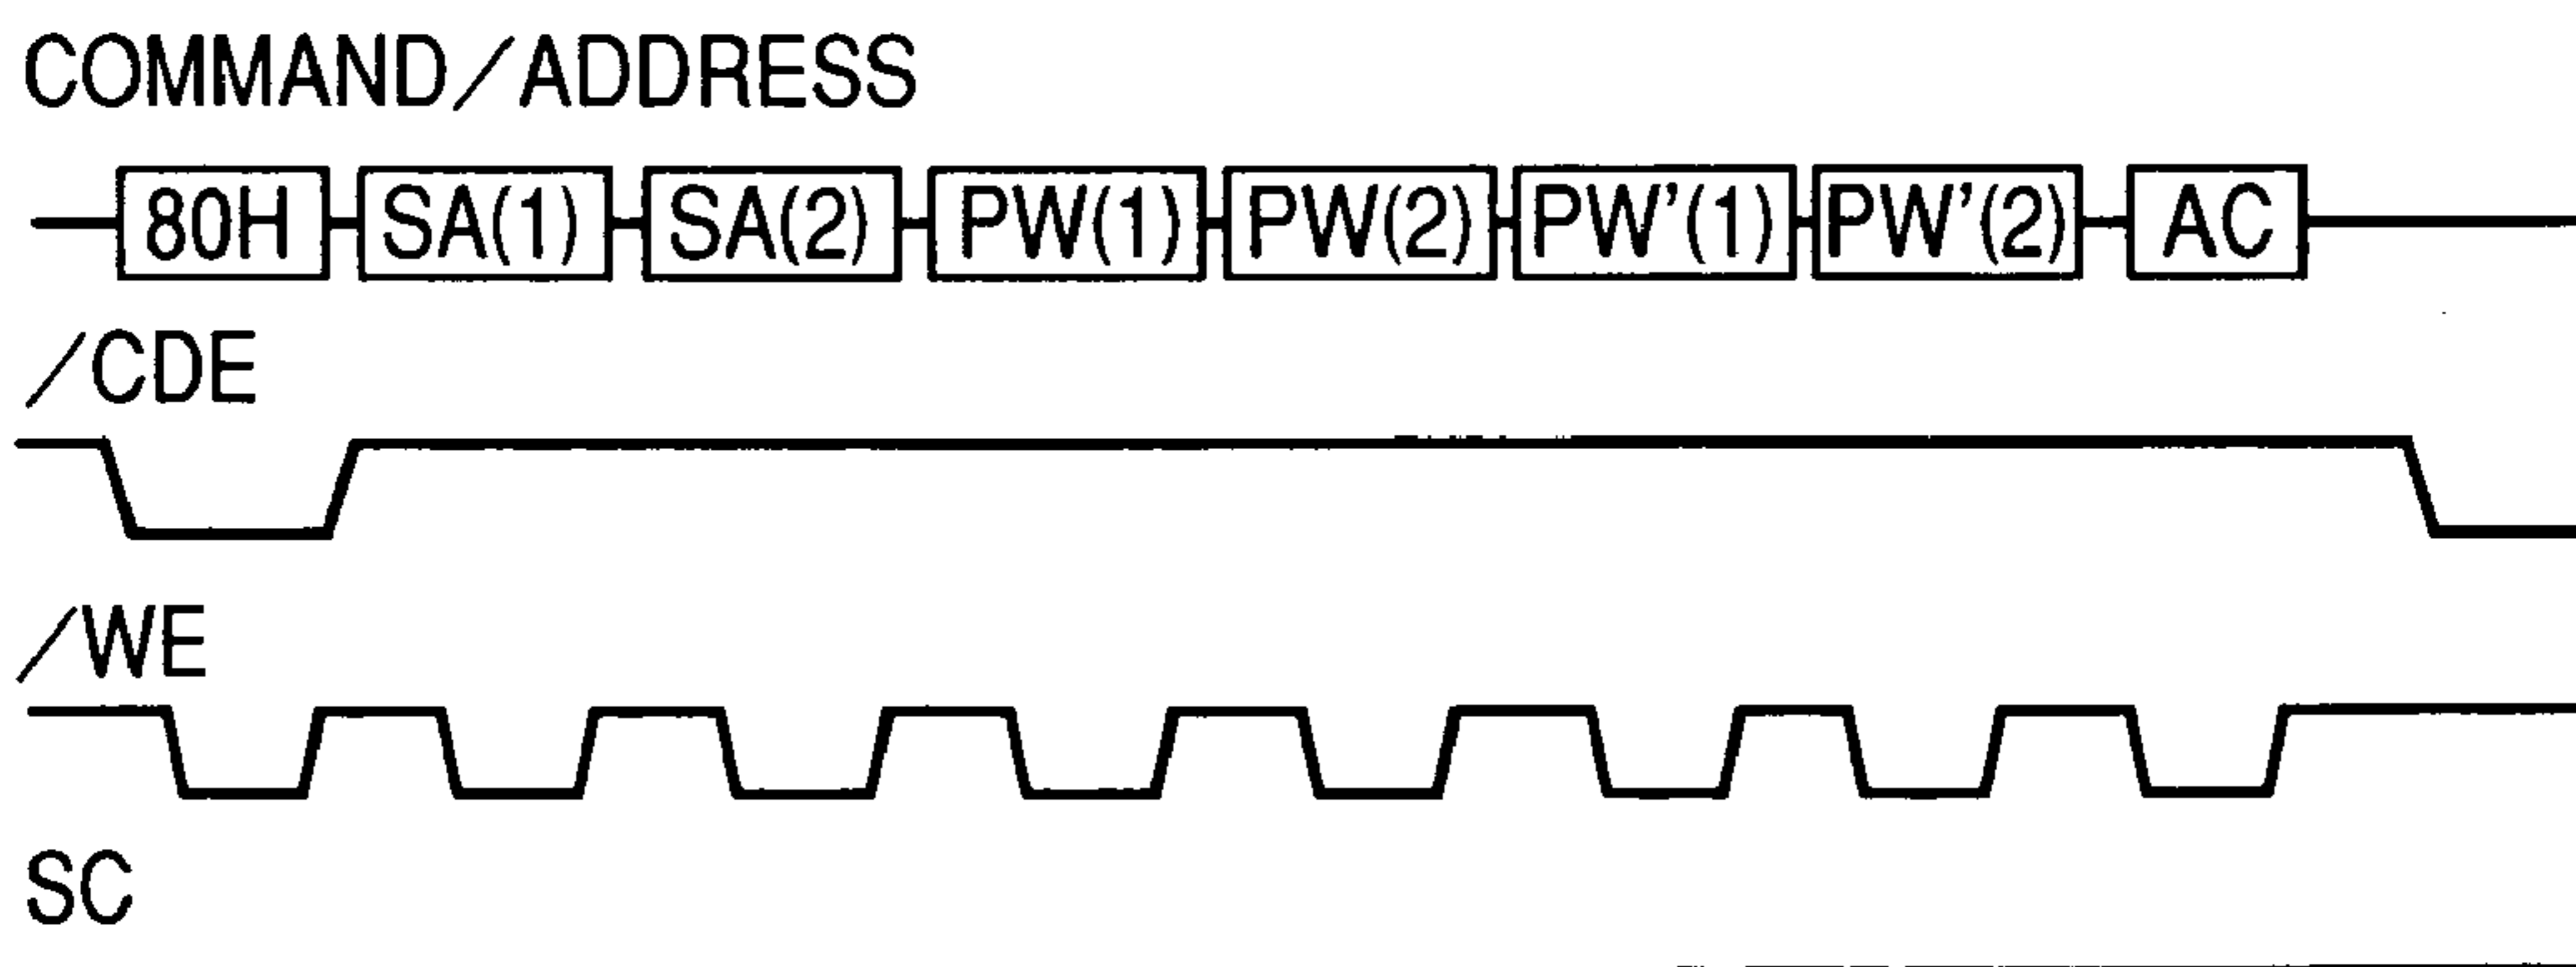 COMMAND/ADDRESS
80H SA(1) SA(2) PW(1) PW(2) PW'(1) PW'(2) AC
/CDE
/WE
SC